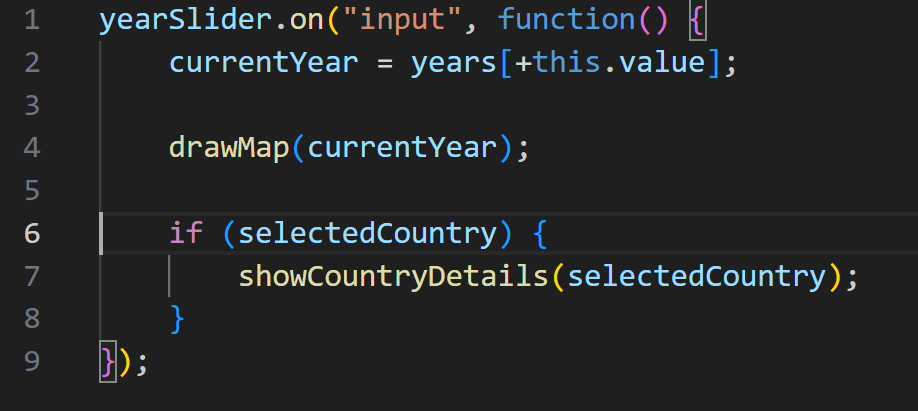 1 yearSlider.on("input", function() {
2     currentYear = years[+this.value];
3
4     drawMap(currentYear);
5
6     if (selectedCountry) {
7         showCountryDetails(selectedCountry);
8     }
9 });